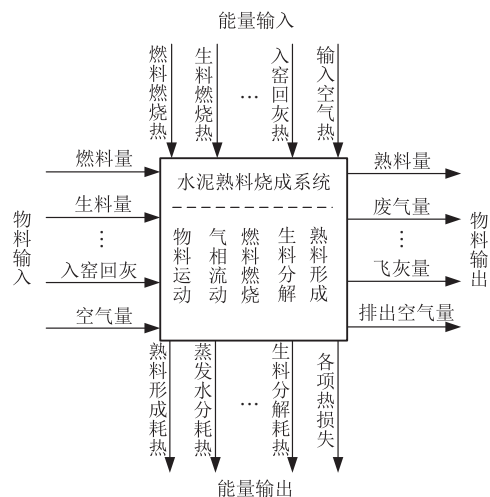 能量输入
燃料燃烧热
生料燃烧热
…
入窑回灰热
输入空气热
物料输入
燃料量
生料量
⋮
入窑回灰
空气量
水泥熟料烧成系统
物料运动
气相流动
燃料燃烧
生料分解
熟料形成
熟料量
废气量
⋮
飞灰量
排出空气量
物料输出
熟料形成耗热
蒸发水分耗热
…
生料分解耗热
各项热损失
能量输出